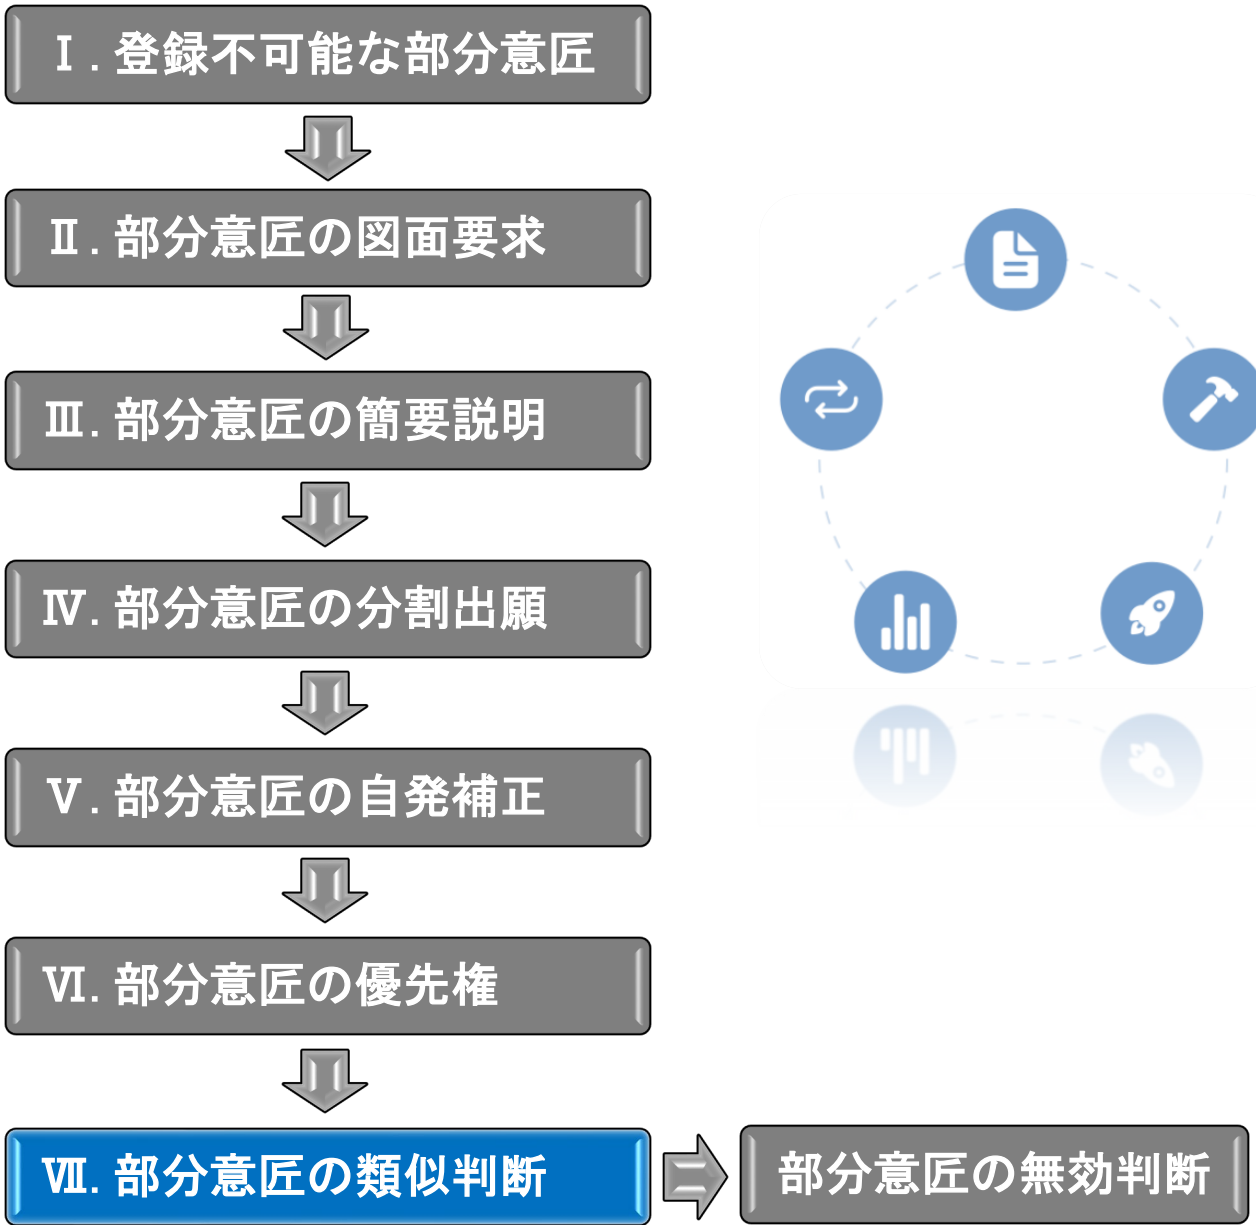 Ⅰ.登録不可能な部分意匠
Ⅱ.部分意匠の図面要求
Ⅲ.部分意匠の簡要説明
Ⅳ.部分意匠の分割出願
Ⅴ.部分意匠の自発補正
Ⅵ.部分意匠の優先権
Ⅶ.部分意匠の類似判断
部分意匠の無効判断